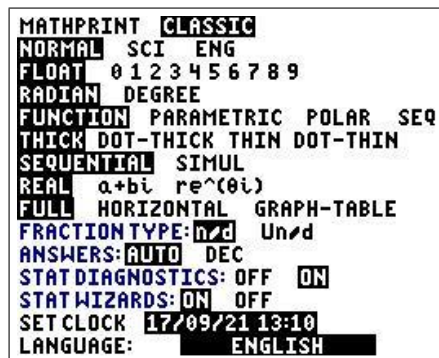 MATHPRINT CLASSIC
NORMAL SCI ENG
FLOAT 0 1 2 3 4 5 6 7 8 9
RADIAN DEGREE
FUNCTION PARAMETRIC POLAR SEQ
THICK DOT-THICK THIN DOT-THIN
SEQUENTIAL SIMUL
REAL a+bi re^(θi)
FULL HORIZONTAL GRAPH-TABLE
FRACTION TYPE: n/d Un/d
ANSWERS: AUTO DEC
STAT DIAGNOSTICS: OFF ON
STAT WIZARDS: ON OFF
SET CLOCK 17/09/21 13:10
LANGUAGE: ENGLISH